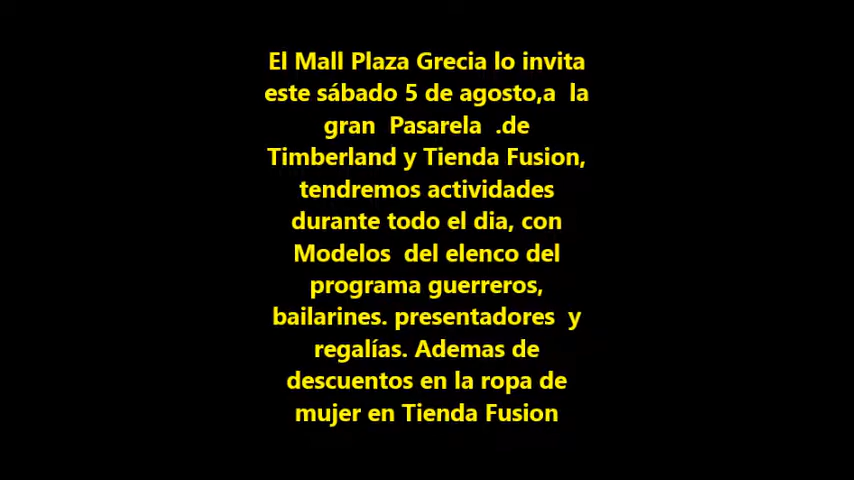 El Mall Plaza Grecia lo invita
este sábado 5 de agosto,a  la
gran  Pasarela  .de
Timberland y Tienda Fusion,
tendremos actividades
durante todo el dia, con
Modelos  del elenco del
programa guerreros,
bailarines. presentadores  y
regalías. Ademas de
descuentos en la ropa de
mujer en Tienda Fusion